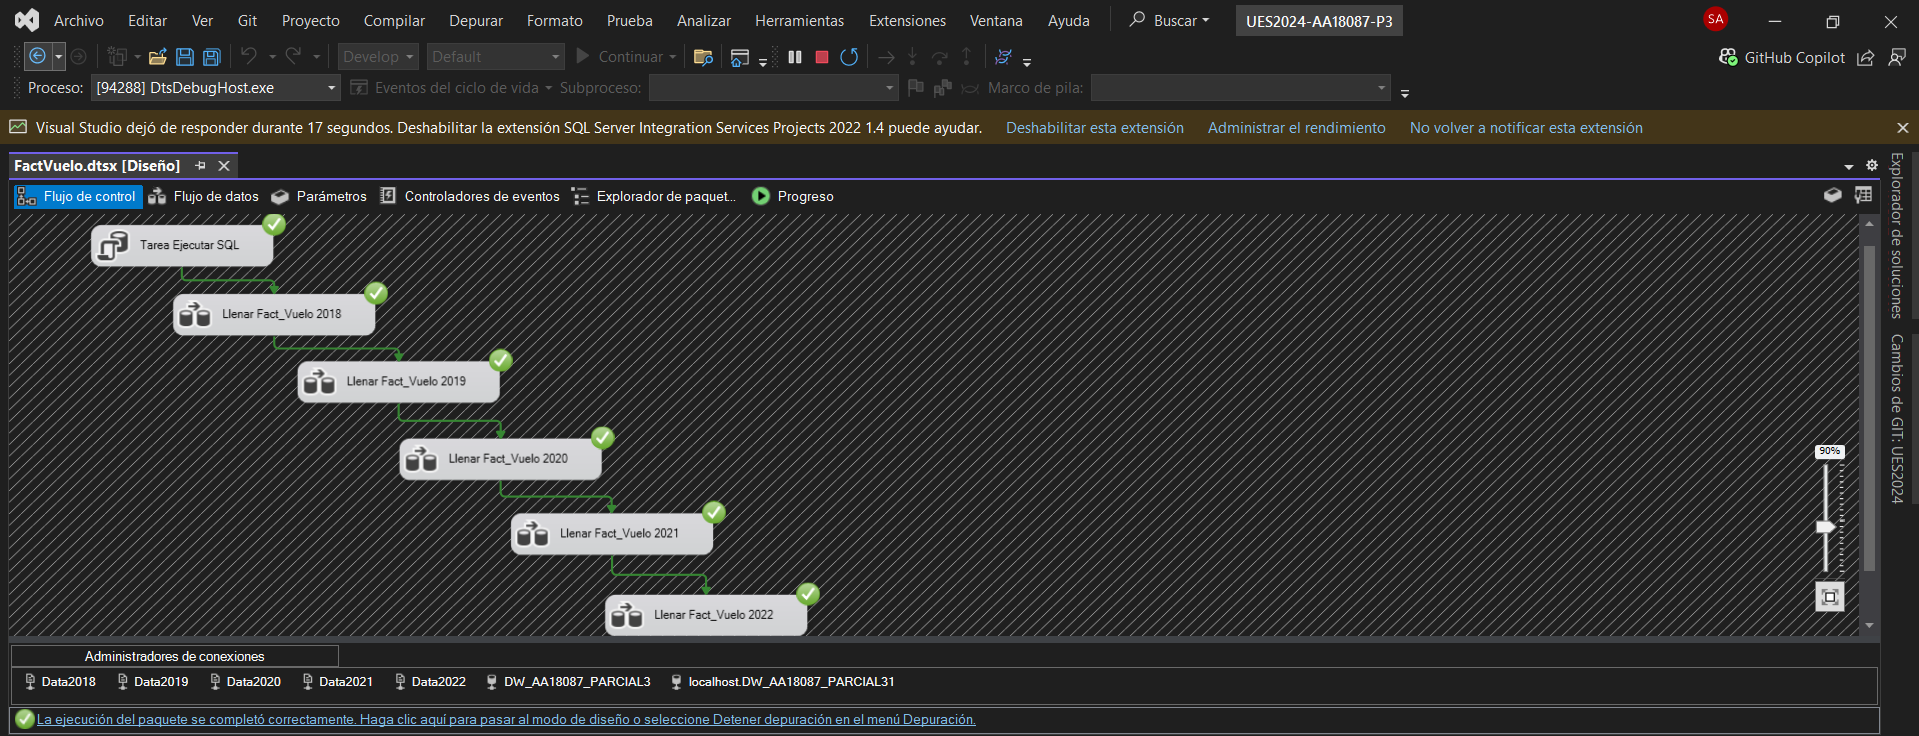 Archivo Editar Ver Git Proyecto Compilar Depurar Formato Prueba Analizar Herramientas Extensiones Ventana Ayuda Buscar UES2024-AA18087-P3 SA
Develop Default Continuar GitHub Copilot
Proceso: [94288] DtsDebugHost.exe Eventos del ciclo de vida Subproceso: Marco de pila:
Visual Studio dejó de responder durante 17 segundos. Deshabilitar la extensión SQL Server Integration Services Projects 2022 1.4 puede ayudar. Deshabilitar esta extensión Administrar el rendimiento No volver a notificar esta extensión
FactVuelo.dtsx [Diseño]
Flujo de control Flujo de datos Parámetros Controladores de eventos Explorador de paquet... Progreso
Tarea Ejecutar SQL
Llenar Fact_Vuelo 2018
Llenar Fact_Vuelo 2019
Llenar Fact_Vuelo 2020
Llenar Fact_Vuelo 2021
Llenar Fact_Vuelo 2022
90%
Explorador de soluciones
Cambios de GIT: UES2024
Administradores de conexiones
Data2018 Data2019 Data2020 Data2021 Data2022 DW_AA18087_PARCIAL3 localhost.DW_AA18087_PARCIAL31
La ejecución del paquete se completó correctamente. Haga clic aquí para pasar al modo de diseño o seleccione Detener depuración en el menú Depuración.